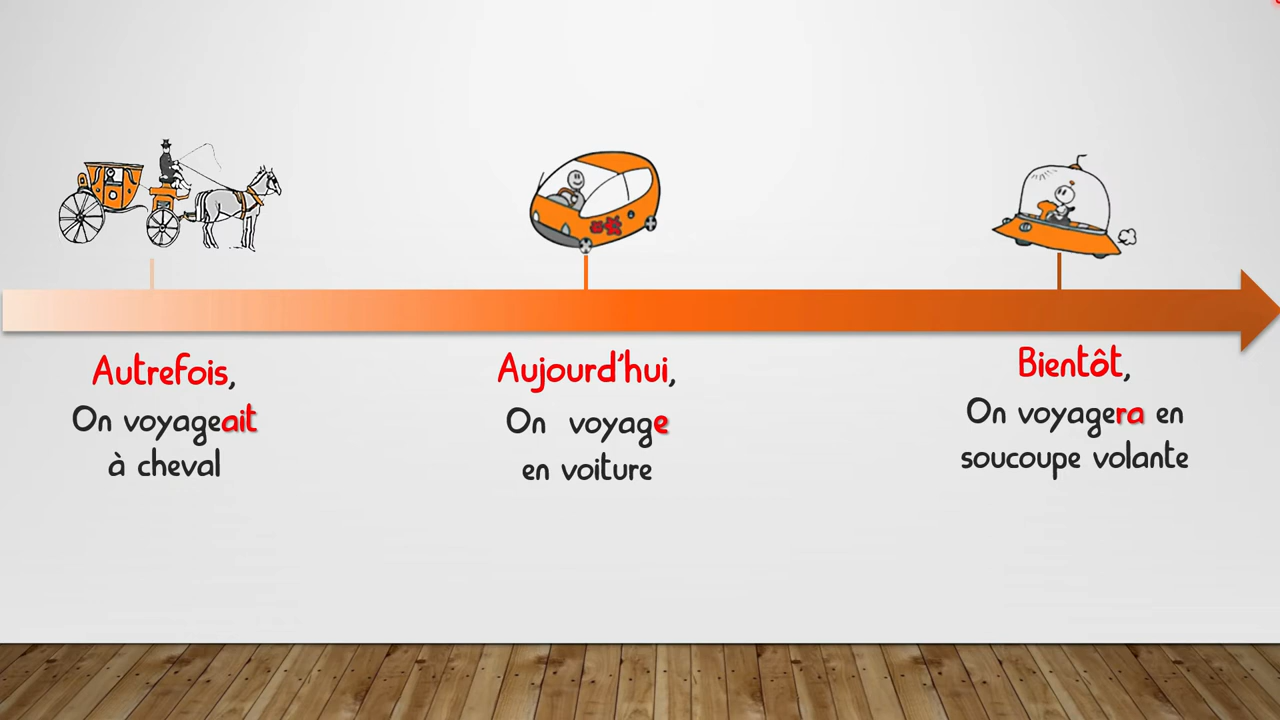 Autrefois,
On voyageait
à cheval
Aujourd'hui,
On voyage
en voiture
Bientôt,
On voyagera en
soucoupe volante